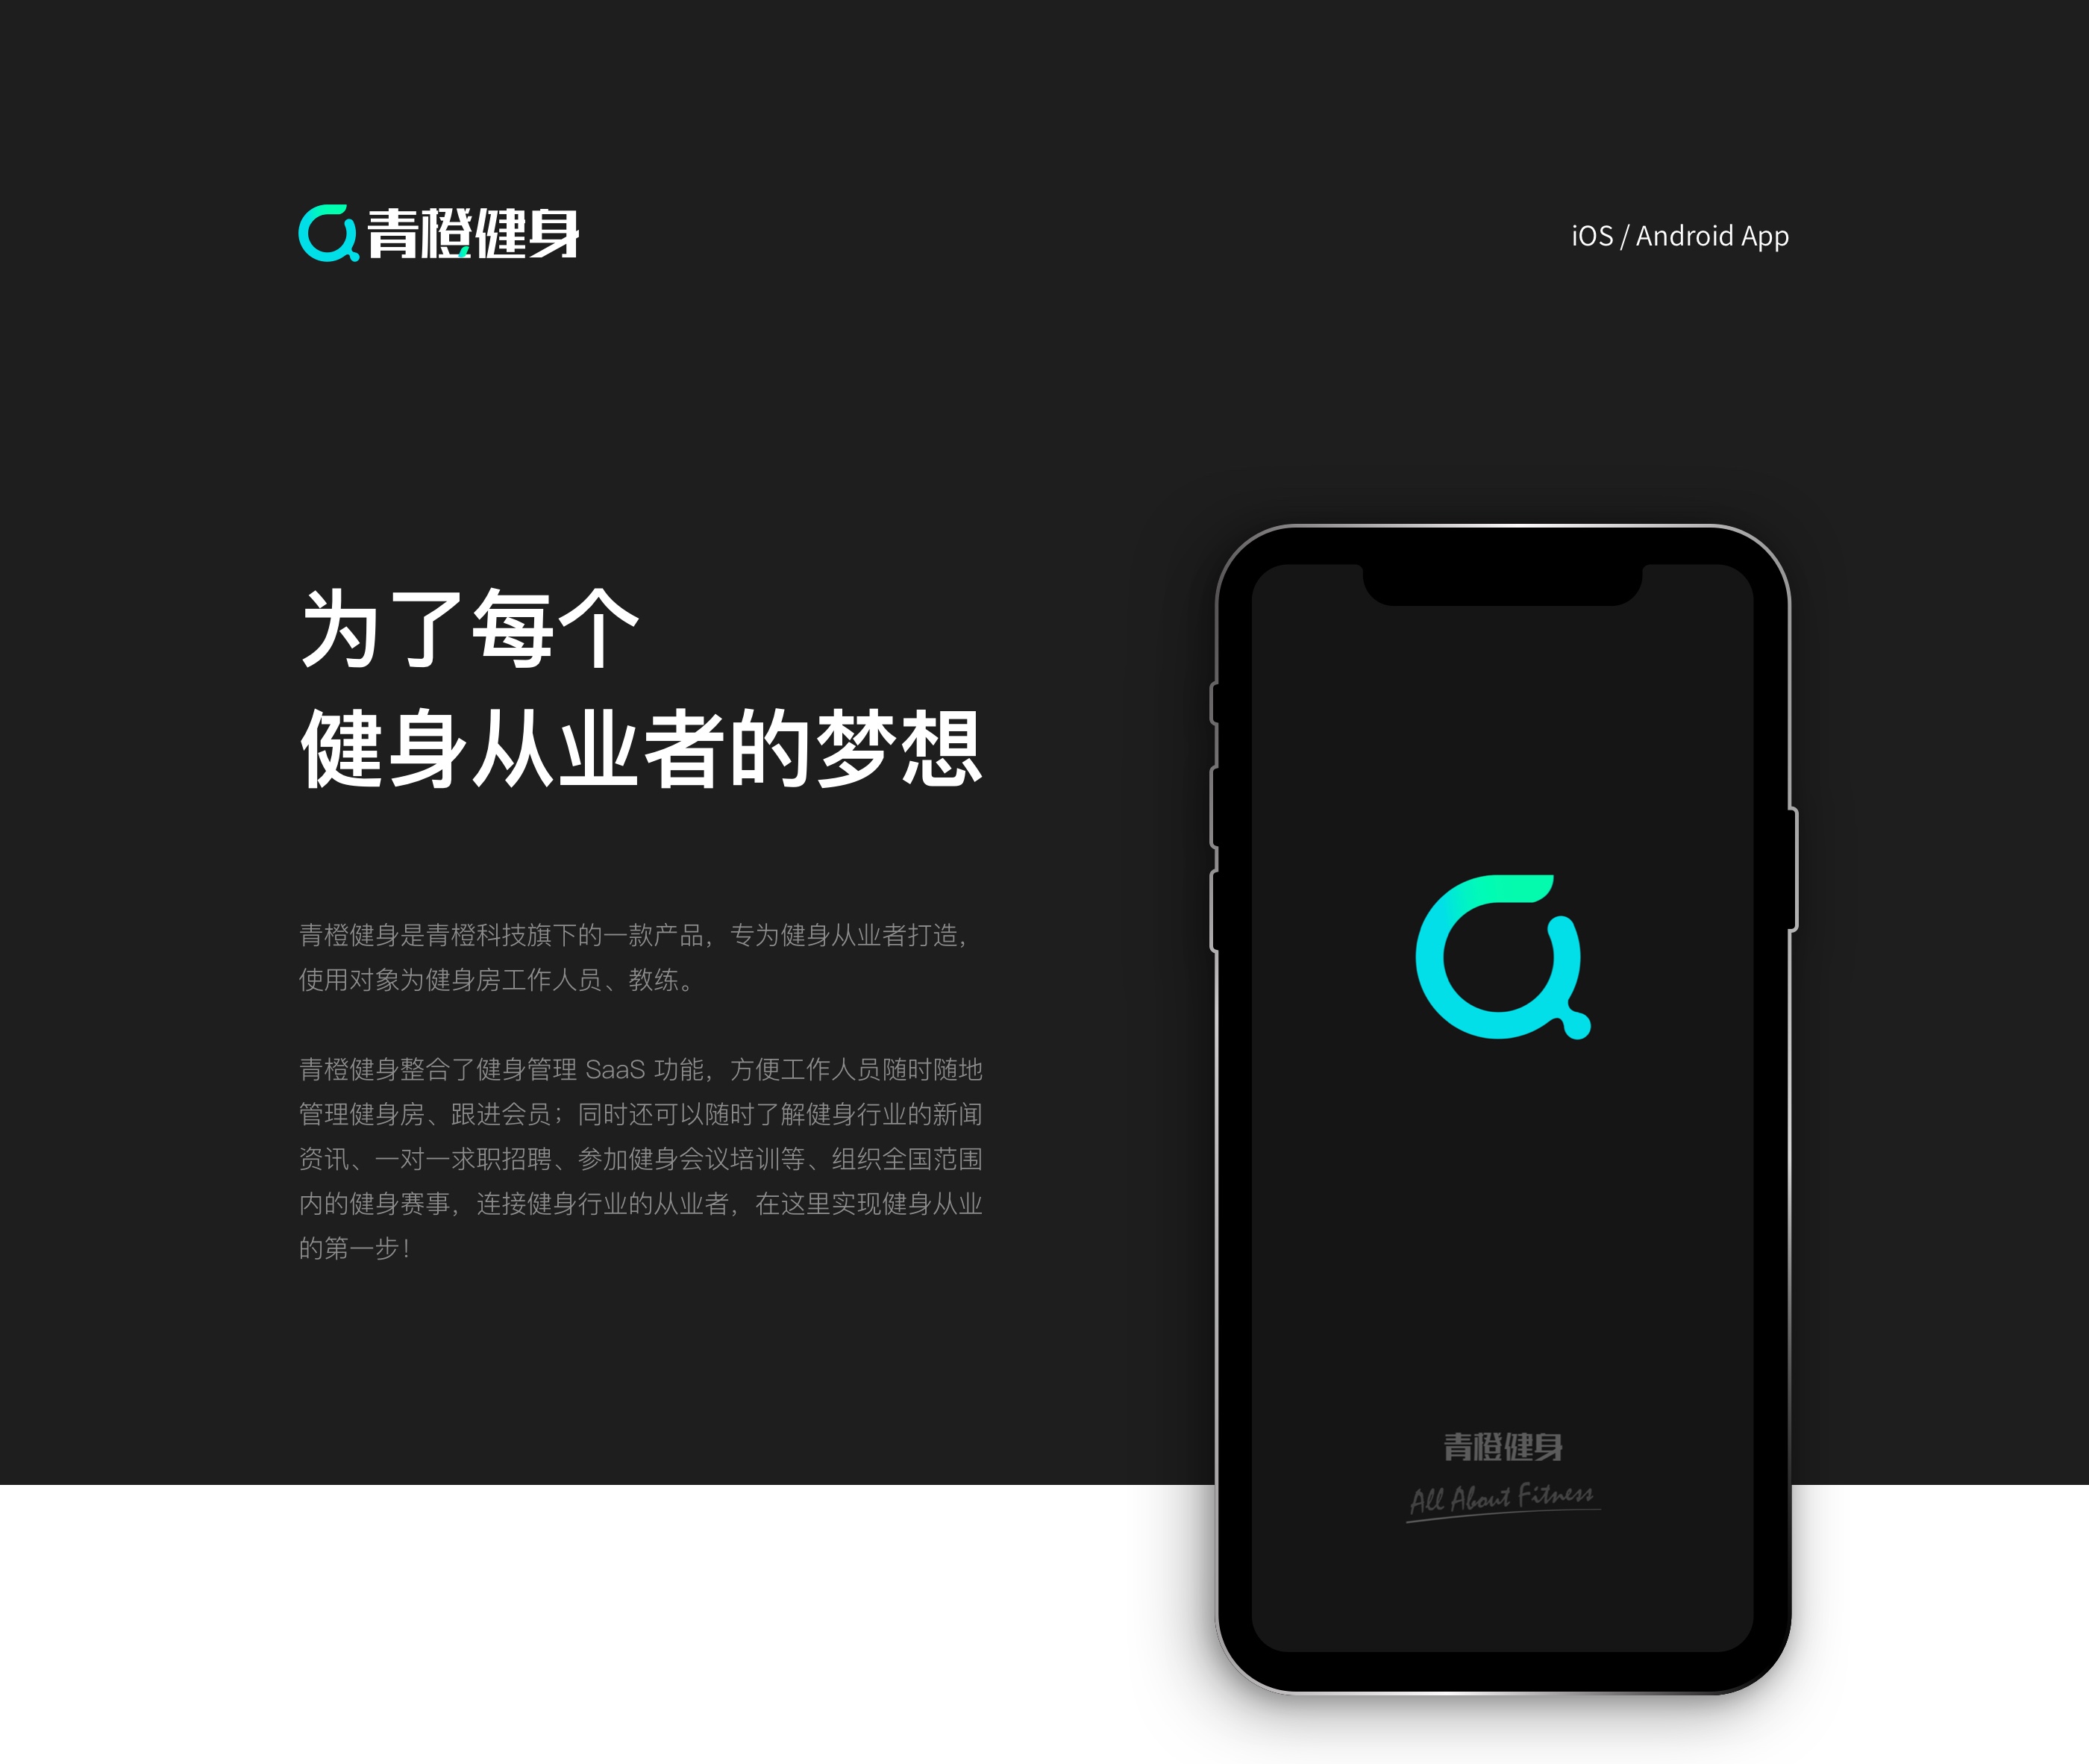 青橙健身
iOS / Android App
为了每个
健身从业者的梦想
青橙健身是青橙科技旗下的一款产品，专为健身从业者打造，
使用对象为健身房工作人员、教练。
青橙健身整合了健身管理 SaaS 功能，方便工作人员随时随地
管理健身房、跟进会员；同时还可以随时了解健身行业的新闻
资讯、一对一求职招聘、参加健身会议培训等、组织全国范围
内的健身赛事，连接健身行业的从业者，在这里实现健身从业
的第一步！
青橙健身
All About Fitness